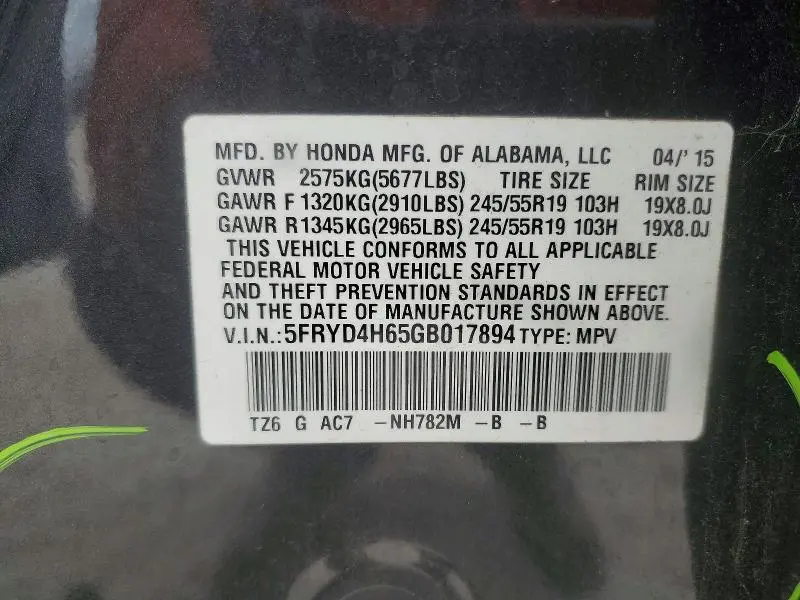 MFD. BY HONDA MFG. OF ALABAMA, LLC 04/' 15
GVWR 2575KG(5677LBS) TIRE SIZE RIM SIZE
GAWR F 1320KG(2910LBS) 245/55R19 103H 19X8.0J
GAWR R 1345KG(2965LBS) 245/55R19 103H 19X8.0J
THIS VEHICLE CONFORMS TO ALL APPLICABLE
FEDERAL MOTOR VEHICLE SAFETY
AND THEFT PREVENTION STANDARDS IN EFFECT
ON THE DATE OF MANUFACTURE SHOWN ABOVE.
V.I.N.: 5FRYD4H65GB017894 TYPE: MPV
TZ6 G AC7 -NH782M -B -B